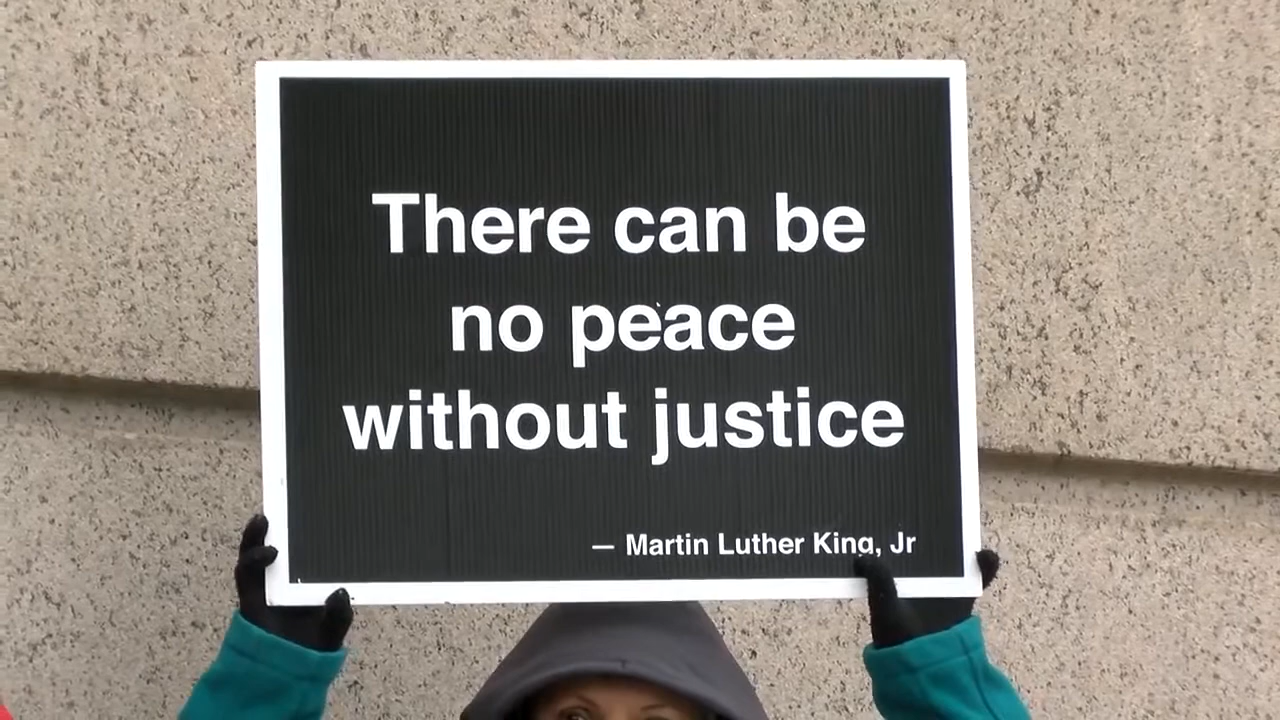 There can be
no peace
without justice
— Martin Luther King, Jr